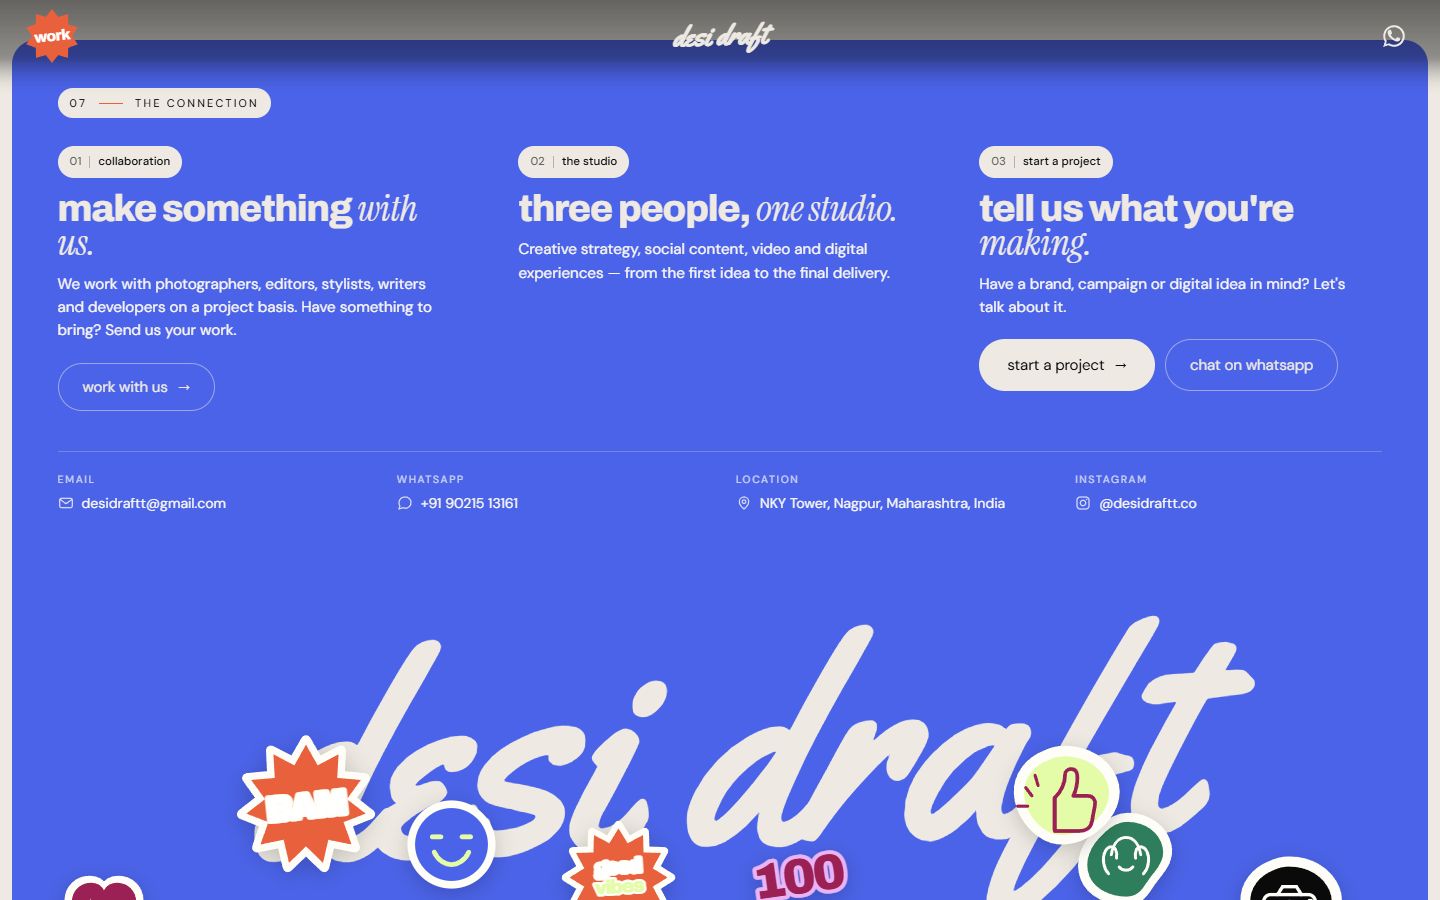 work
desi draft
07 — THE CONNECTION
01 | collaboration
make something with
us.
We work with photographers, editors, stylists, writers
and developers on a project basis. Have something to
bring? Send us your work.
work with us →
02 | the studio
three people, one studio.
Creative strategy, social content, video and digital
experiences — from the first idea to the final delivery.
03 | start a project
tell us what you're
making.
Have a brand, campaign or digital idea in mind? Let's
talk about it.
start a project →
chat on whatsapp
EMAIL
desidraftt@gmail.com
WHATSAPP
+91 90215 13161
LOCATION
NKY Tower, Nagpur, Maharashtra, India
INSTAGRAM
@desidraftt.co
desi draft
good
vibes
100